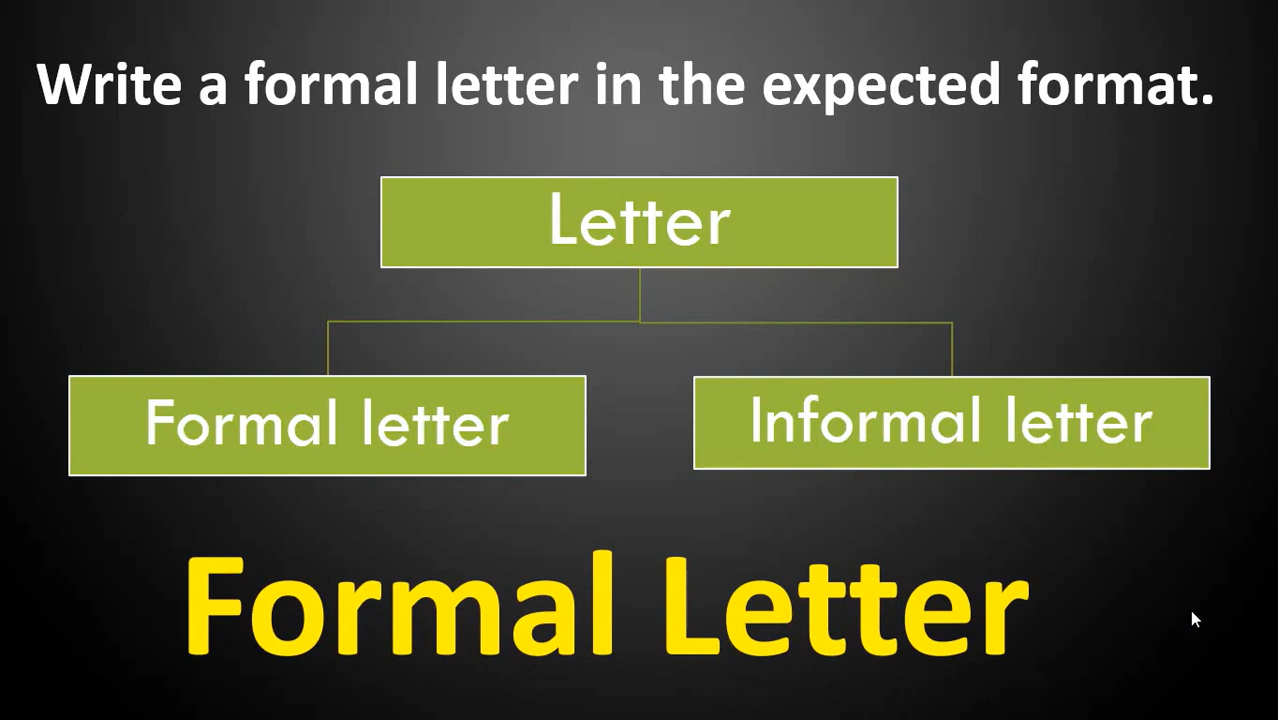 Write a formal letter in the expected format.
Letter
Formal letter
Informal letter
Formal Letter